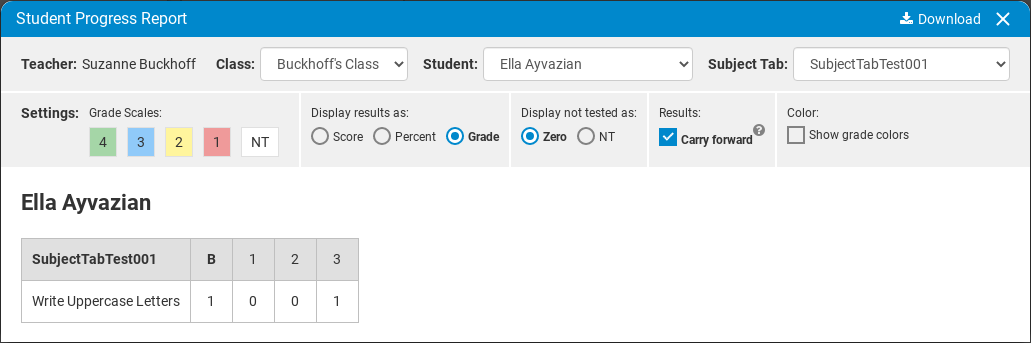 Student Progress Report Download
Teacher: Suzanne Buckhoff Class: Buckhoff's Class Student: Ella Ayvazian Subject Tab: SubjectTabTest001
Settings: Grade Scales: Display results as: Display not tested as: Results: Color:
4 3 2 1 NT Score Percent Grade Zero NT Carry forward ? Show grade colors
Ella Ayvazian
SubjectTabTest001 B 1 2 3
Write Uppercase Letters 1 0 0 1